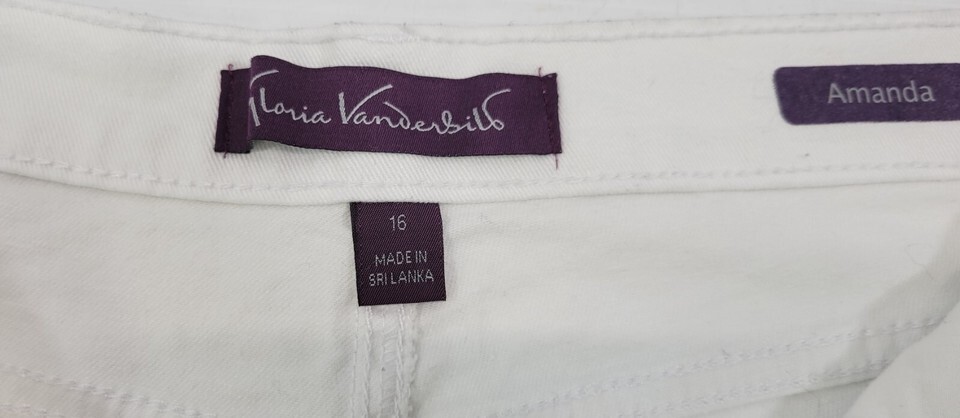 Gloria Vanderbilt
Amanda
16
MADE IN
SRI LANKA